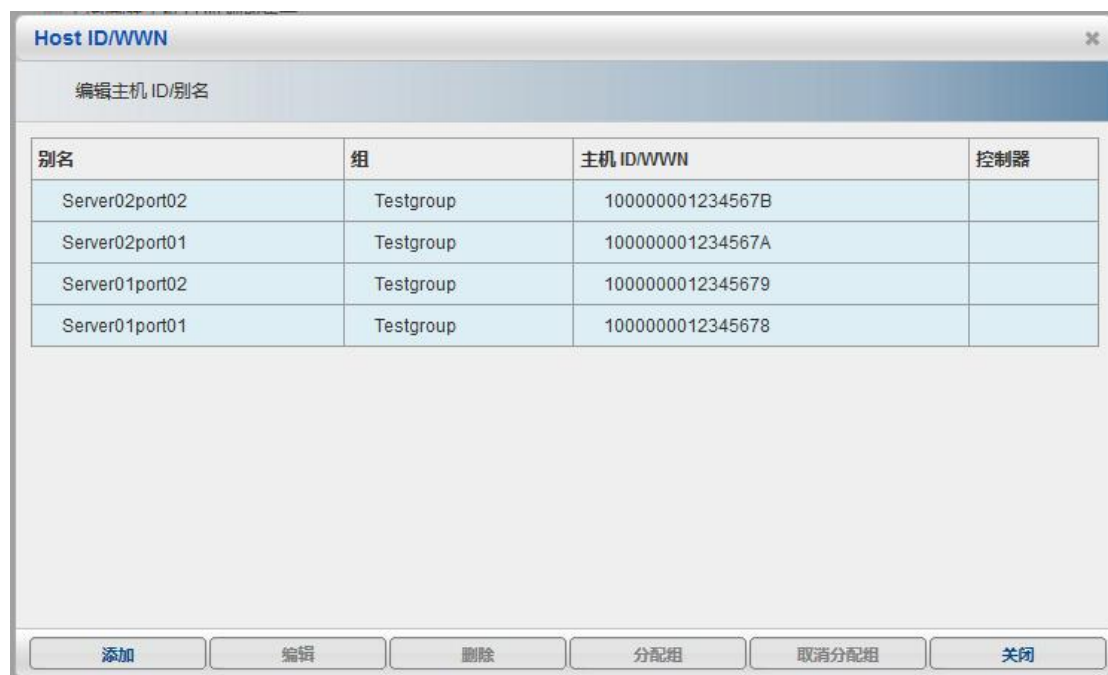 Host ID/WWN
编辑主机 ID/别名
别名 组 主机 ID/WWN 控制器
Server02port02 Testgroup 100000001234567B
Server02port01 Testgroup 100000001234567A
Server01port02 Testgroup 1000000012345679
Server01port01 Testgroup 1000000012345678
添加 编辑 删除 分配组 取消分配组 关闭